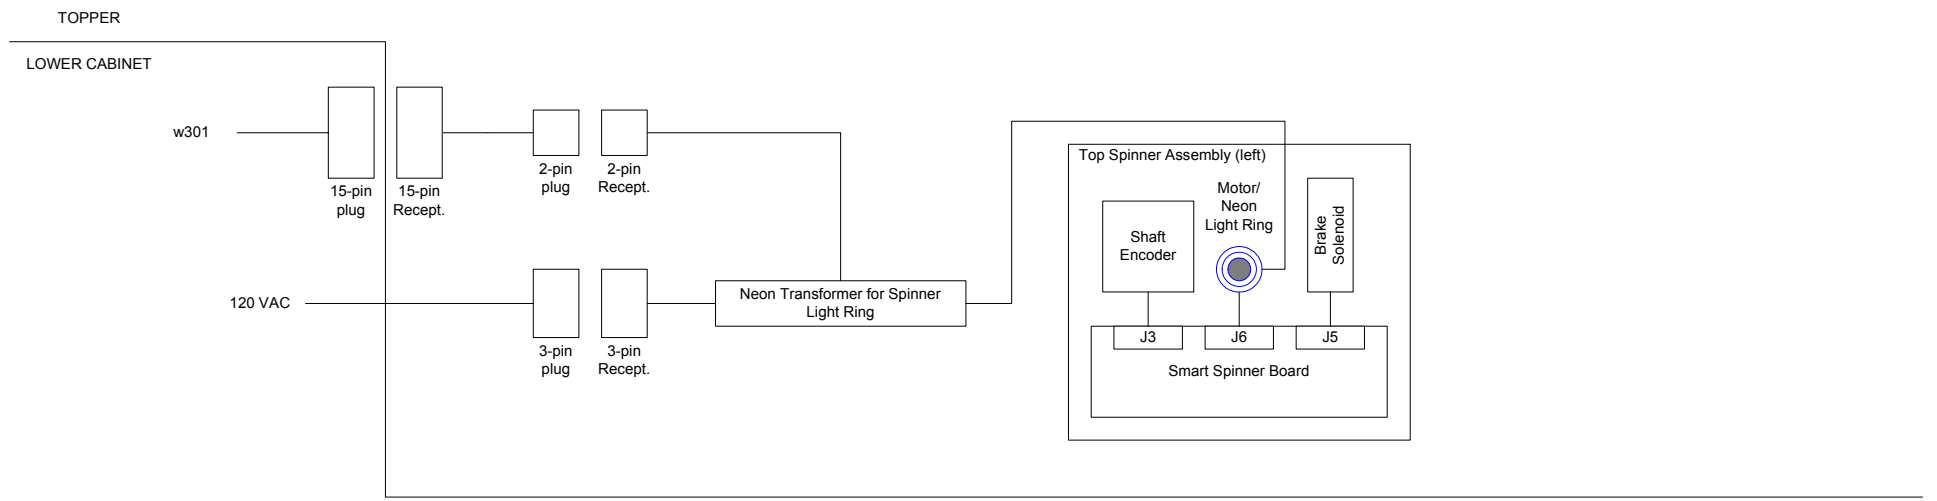 TOPPER
LOWER CABINET
w301
15-pin
plug
15-pin
Recept.
2-pin
plug
2-pin
Recept.
120 VAC
3-pin
plug
3-pin
Recept.
Neon Transformer for Spinner
Light Ring
Top Spinner Assembly (left)
Shaft
Encoder
Motor/
Neon
Light Ring
Brake
Solenoid
J3
J6
J5
Smart Spinner Board